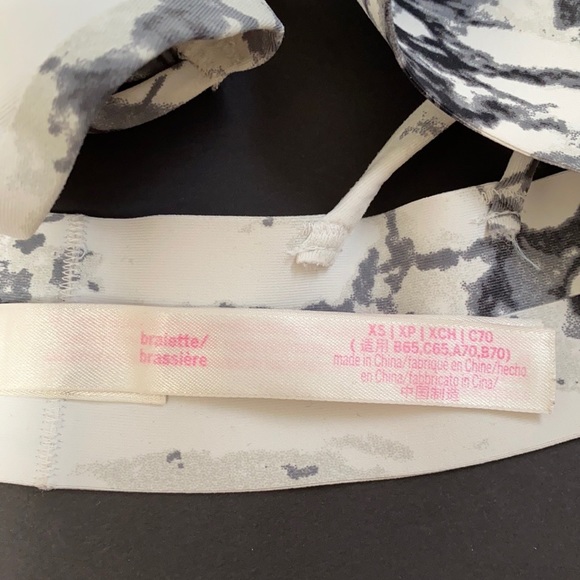 bralette/
brassière
XS | XP | XCH | C70
( 适用 B65,C65,A70,B70)
made in China/fabriqué en Chine/hecho
en China/fabbricato in Cina/
中国制造